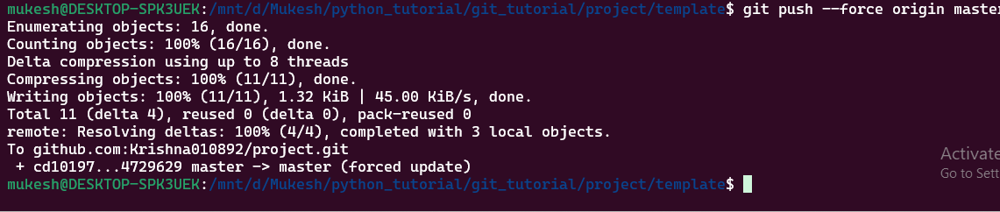 mukesh@DESKTOP-SPK3UEK:/mnt/d/Mukesh/python_tutorial/git_tutorial/project/template$ git push --force origin master
Enumerating objects: 16, done.
Counting objects: 100% (16/16), done.
Delta compression using up to 8 threads
Compressing objects: 100% (11/11), done.
Writing objects: 100% (11/11), 1.32 KiB | 45.00 KiB/s, done.
Total 11 (delta 4), reused 0 (delta 0), pack-reused 0
remote: Resolving deltas: 100% (4/4), completed with 3 local objects.
To github.com:Krishna010892/project.git
 + cd10197...4729629 master -> master (forced update)
Activate
Go to Sett
mukesh@DESKTOP-SPK3UEK:/mnt/d/Mukesh/python_tutorial/git_tutorial/project/template$